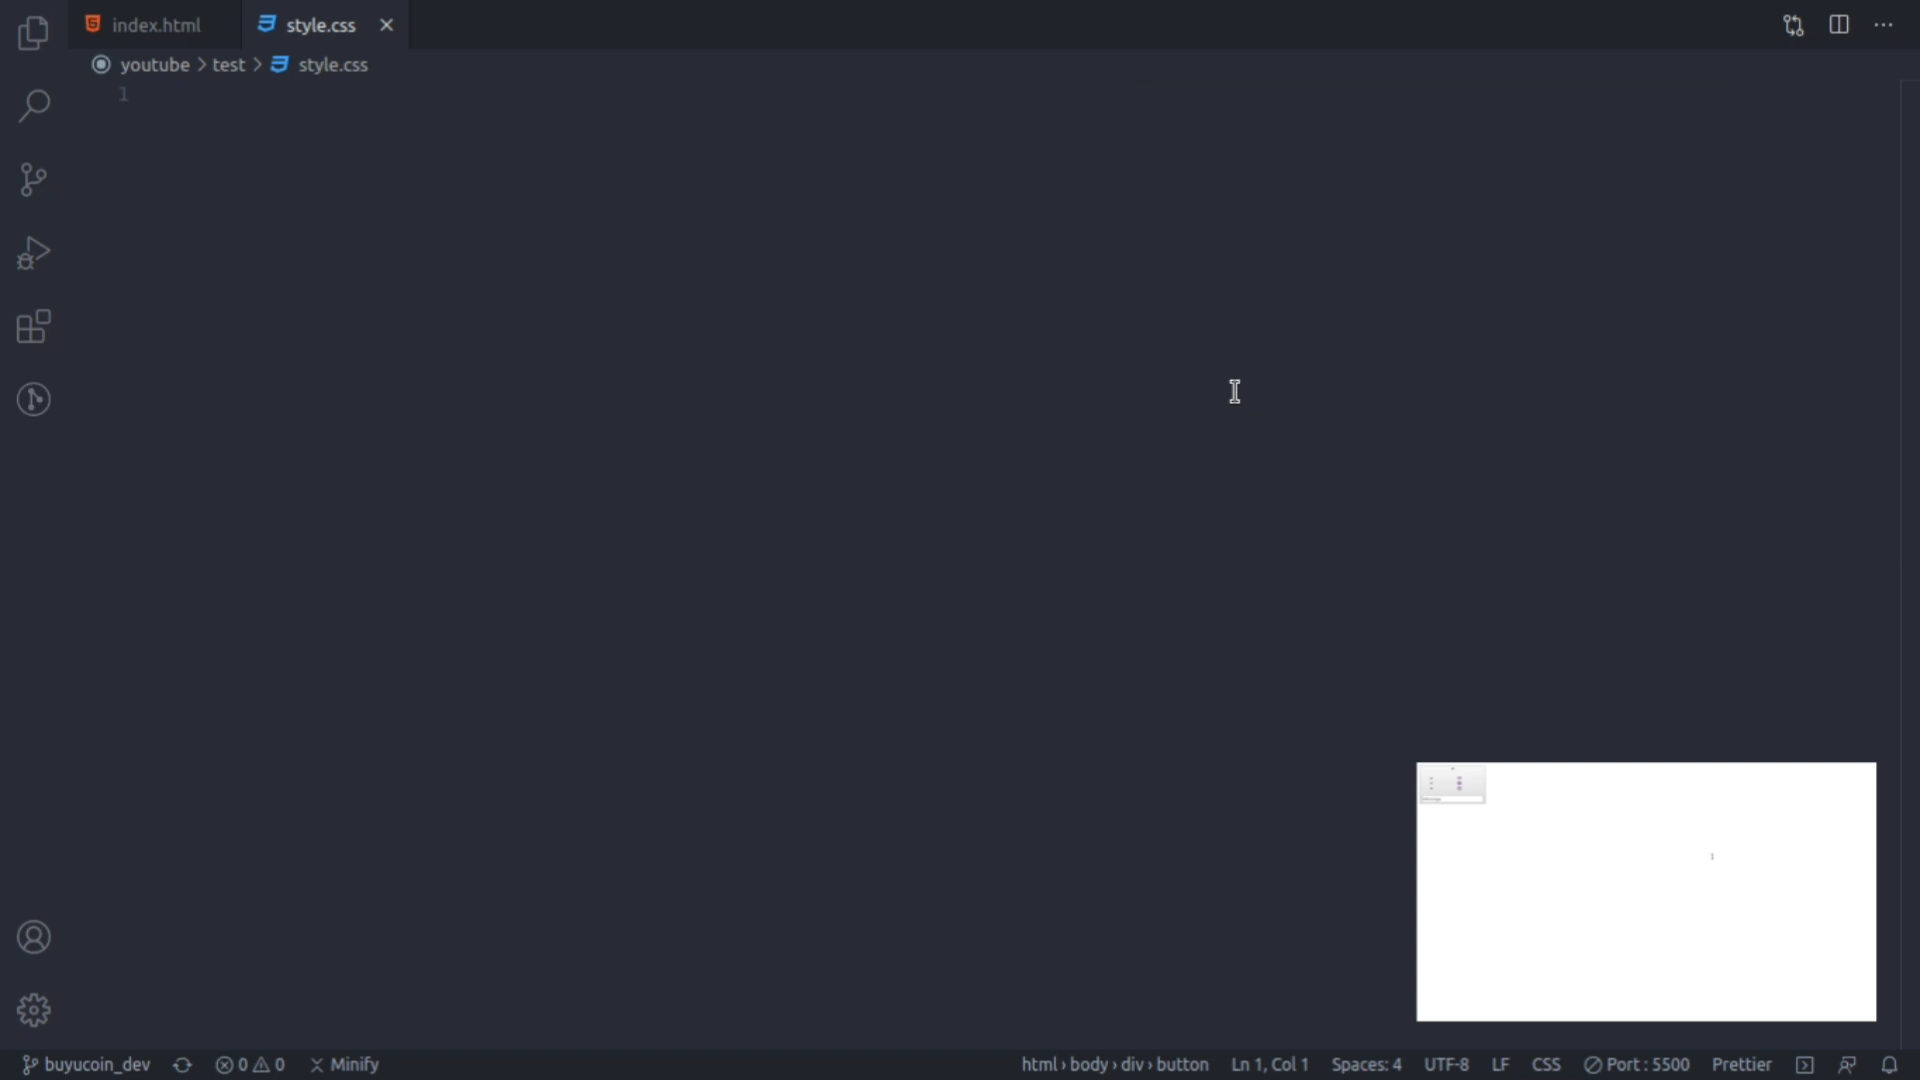 index.html
style.css
youtube > test > style.css
1
buyucoin_dev
0 0
Minify
html › body › div › button
Ln 1, Col 1
Spaces: 4
UTF-8
LF
CSS
Port : 5500
Prettier